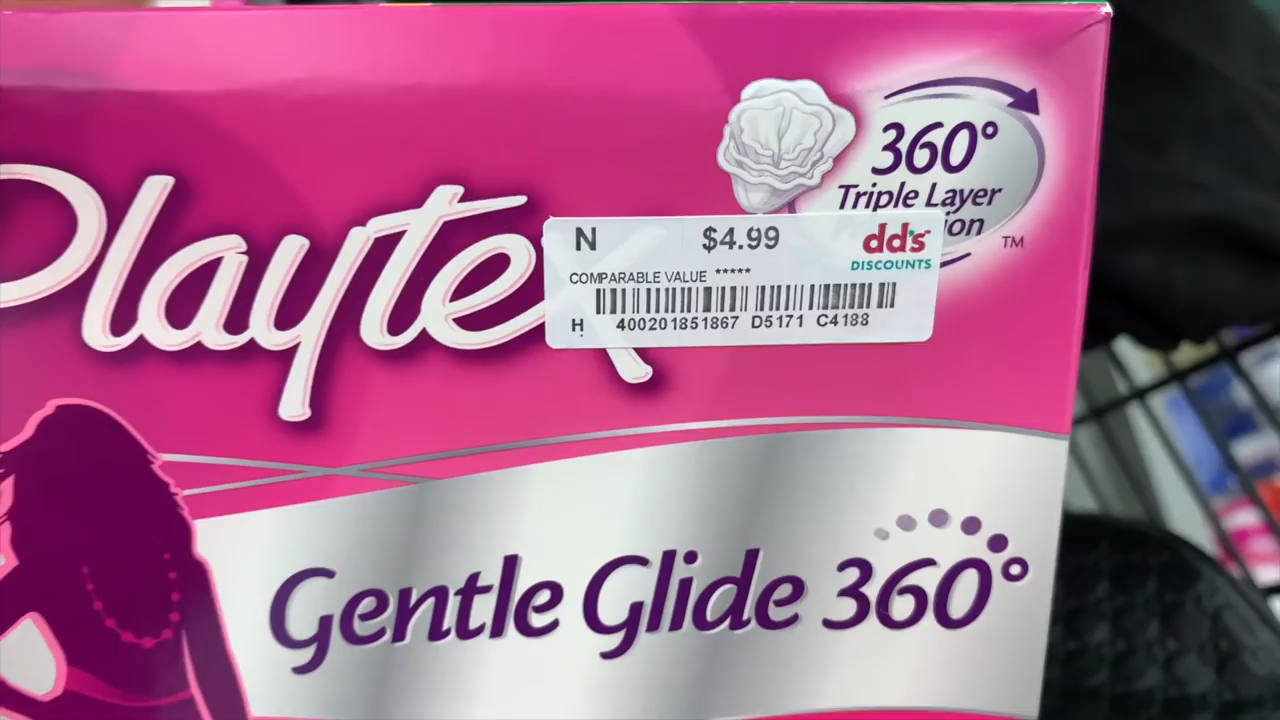 360°
Triple Layer
TM
Playtex
N $4.99 dd's
DISCOUNTS
COMPARABLE VALUE *****
H 400201851867 D5171 C4188
Gentle Glide 360°